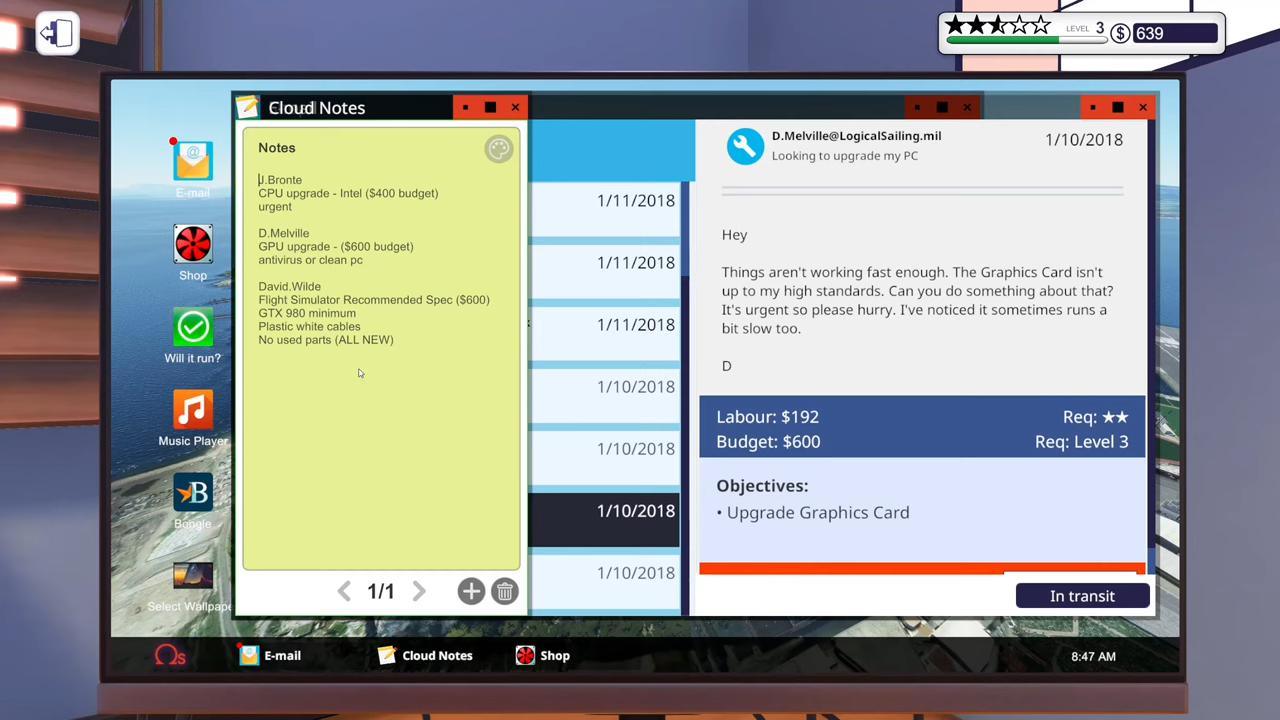 LEVEL 3
$ 639
Cloud Notes
Notes
J.Bronte
CPU upgrade - Intel ($400 budget)
urgent
D.Melville
GPU upgrade - ($600 budget)
antivirus or clean pc
David.Wilde
Flight Simulator Recommended Spec ($600)
GTX 980 minimum
Plastic white cables
No used parts (ALL NEW)
1/1
E-mail
Shop
Will it run?
Music Player
B
Bongle
Select Wallpape
1/11/2018
1/11/2018
1/11/2018
1/10/2018
1/10/2018
1/10/2018
1/10/2018
D.Melville@LogicalSailing.mil
1/10/2018
Looking to upgrade my PC
Hey
Things aren't working fast enough. The Graphics Card isn't
up to my high standards. Can you do something about that?
It's urgent so please hurry. I've noticed it sometimes runs a
bit slow too.
D
Labour: $192
Req: ★★
Budget: $600
Req: Level 3
Objectives:
• Upgrade Graphics Card
In transit
Ωs
E-mail
Cloud Notes
Shop
8:47 AM